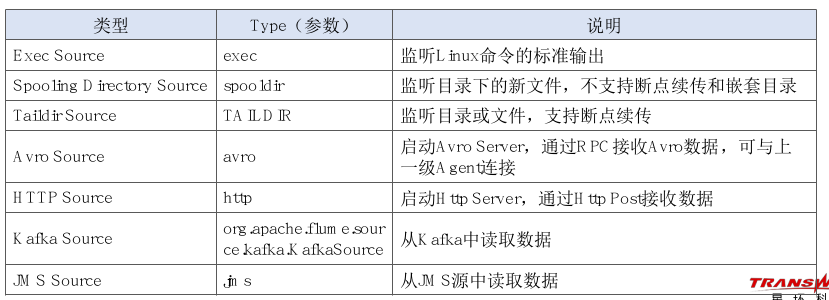 类型 Type（参数） 说明
Exec Source exec 监听Linux命令的标准输出
Spooling Directory Source spooldir 监听目录下的新文件，不支持断点续传和嵌套目录
Taildir Source TAILDIR 监听目录或文件，支持断点续传
Avro Source avro 启动Avro Server，通过RPC接收Avro数据，可与上
一级Agent连接
HTTP Source http 启动Http Server，通过Http Post接收数据
Kafka Source org.apache.flume.sour
ce.kafka.KafkaSource 从Kafka中读取数据
JMS Source jms 从JMS源中读取数据
TRANSW